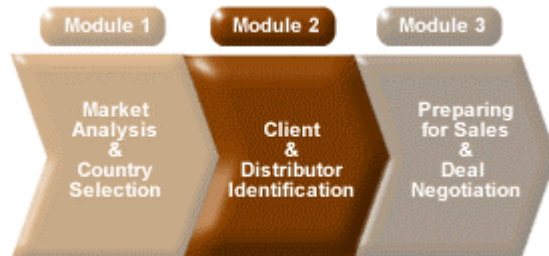 Module 1
Module 2
Module 3
Market
Analysis
&
Country
Selection
Client
&
Distributor
Identification
Preparing
for Sales
&
Deal
Negotiation